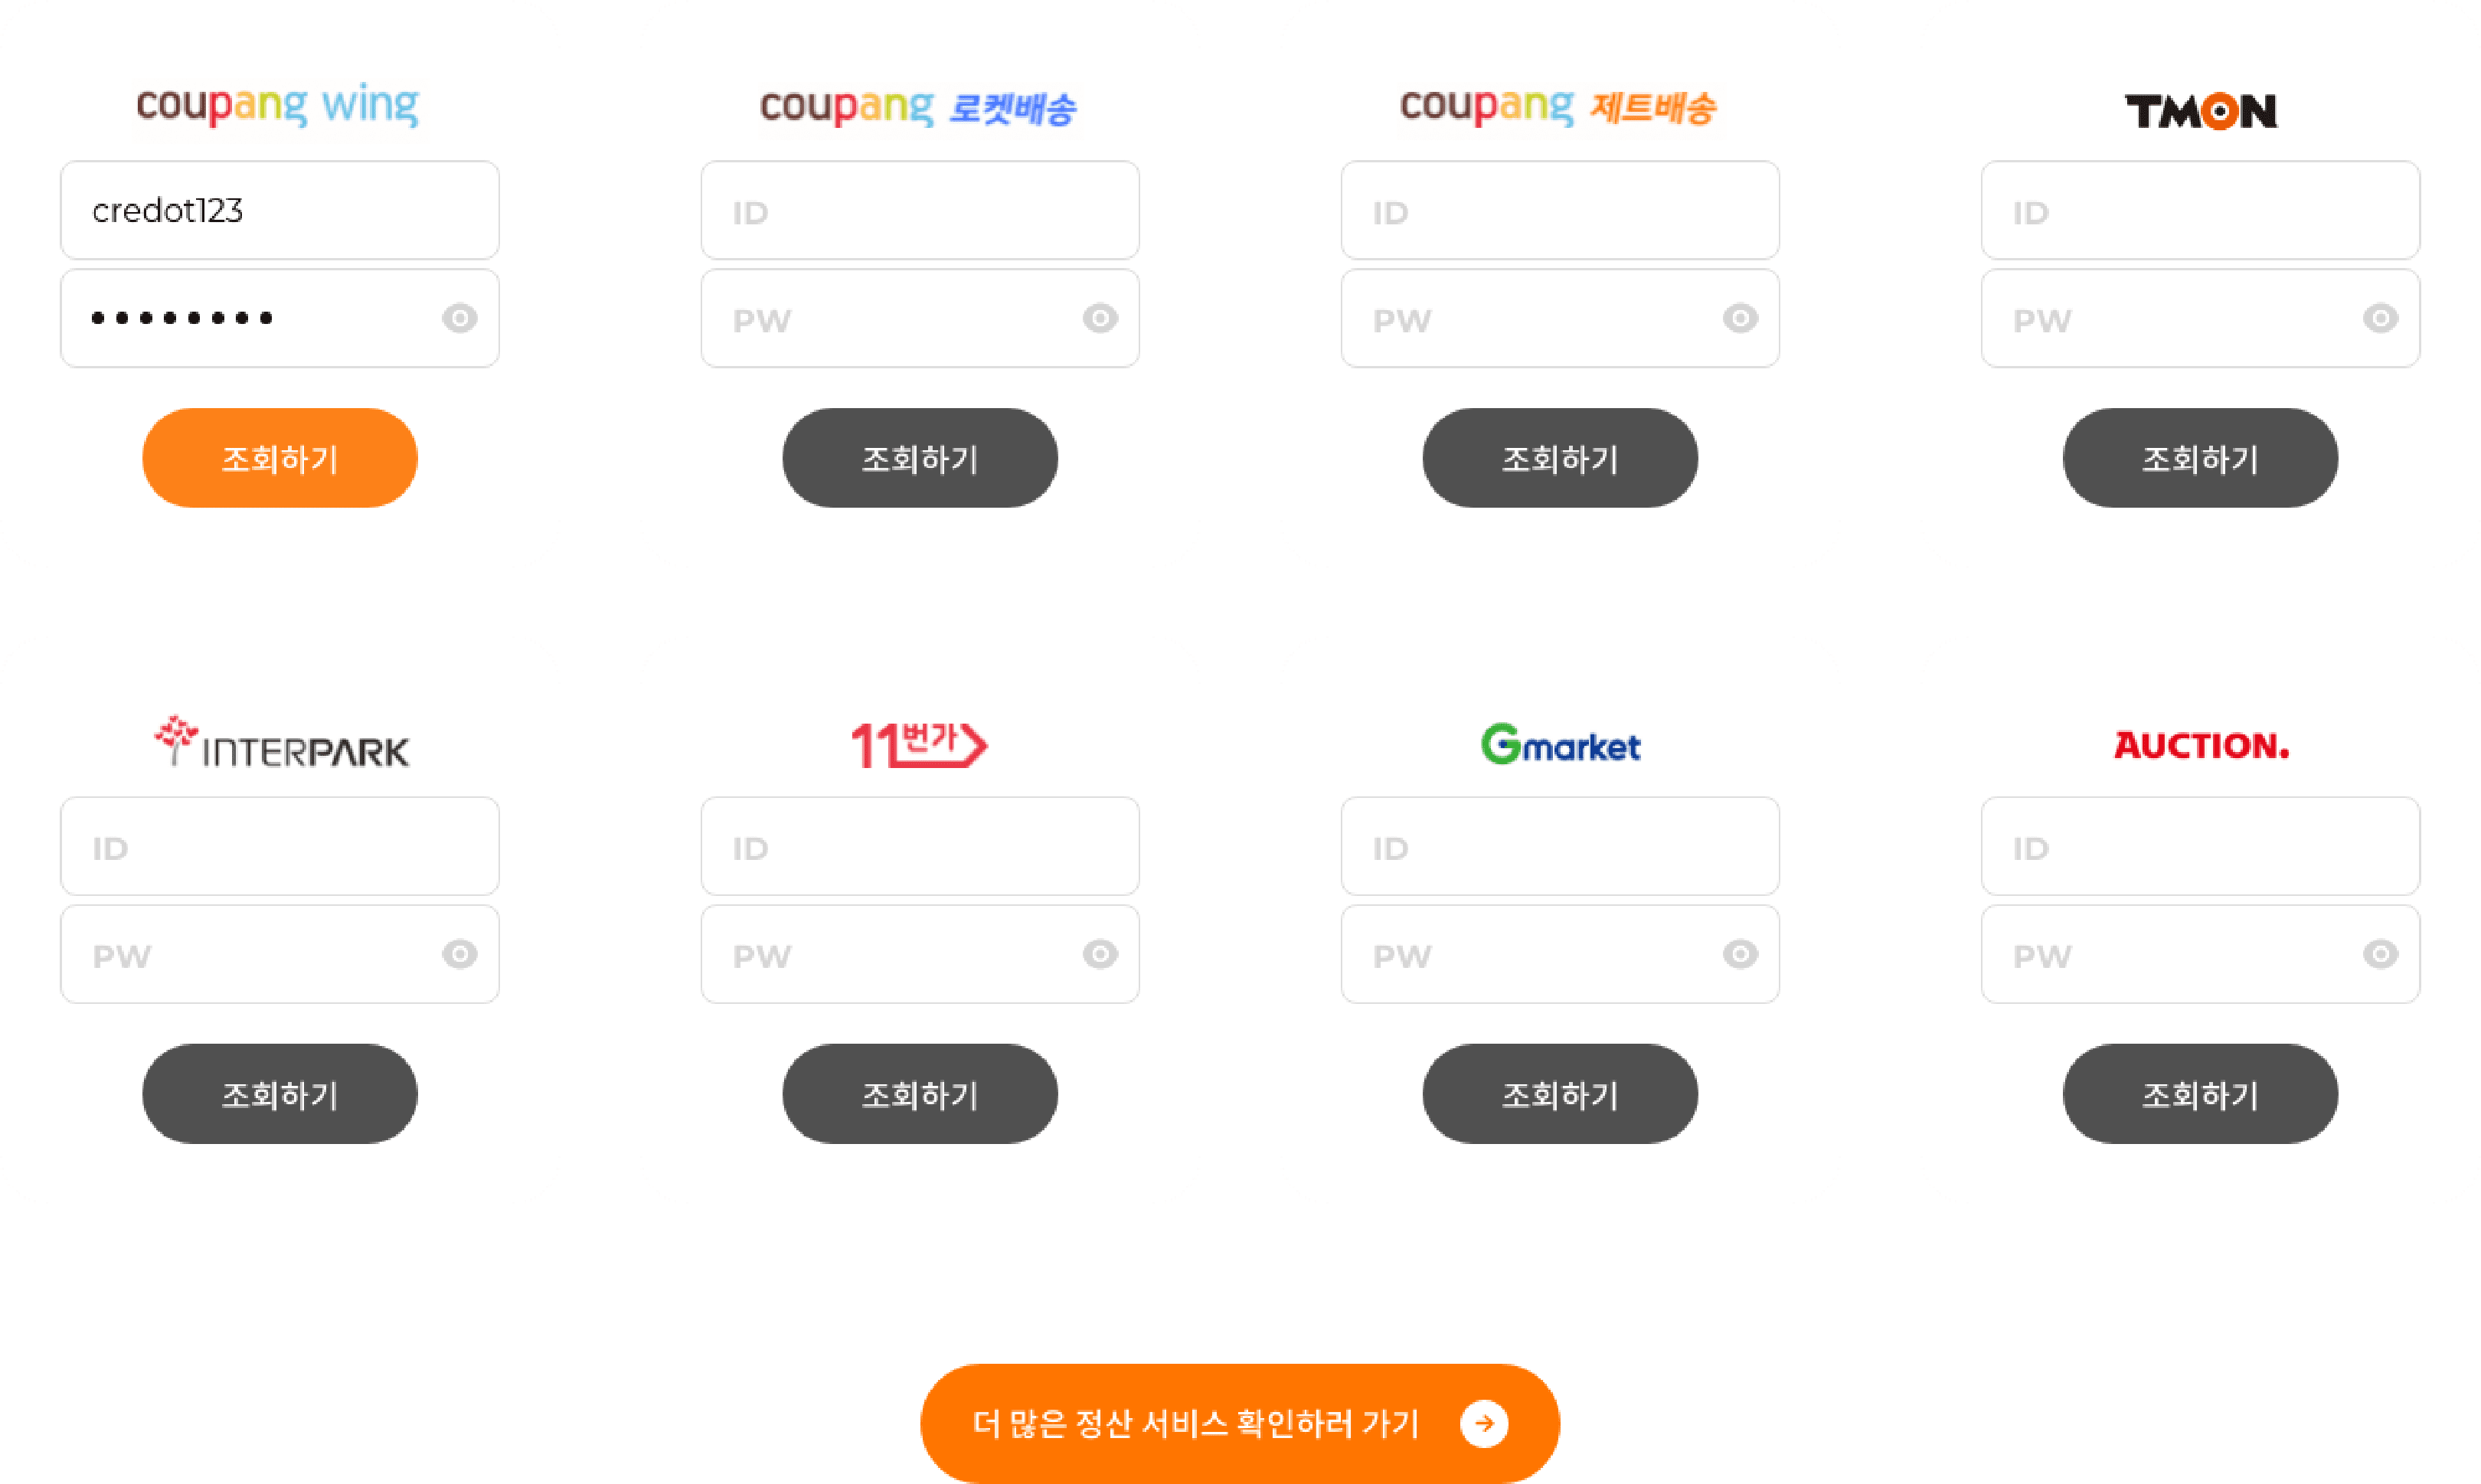 coupang wing
credot123
조회하기
coupang 로켓배송
ID
PW
조회하기
coupang 제트배송
ID
PW
조회하기
TMON
ID
PW
조회하기
INTERPARK
ID
PW
조회하기
11번가
ID
PW
조회하기
Gmarket
ID
PW
조회하기
AUCTION.
ID
PW
조회하기
더 많은 정산 서비스 확인하러 가기